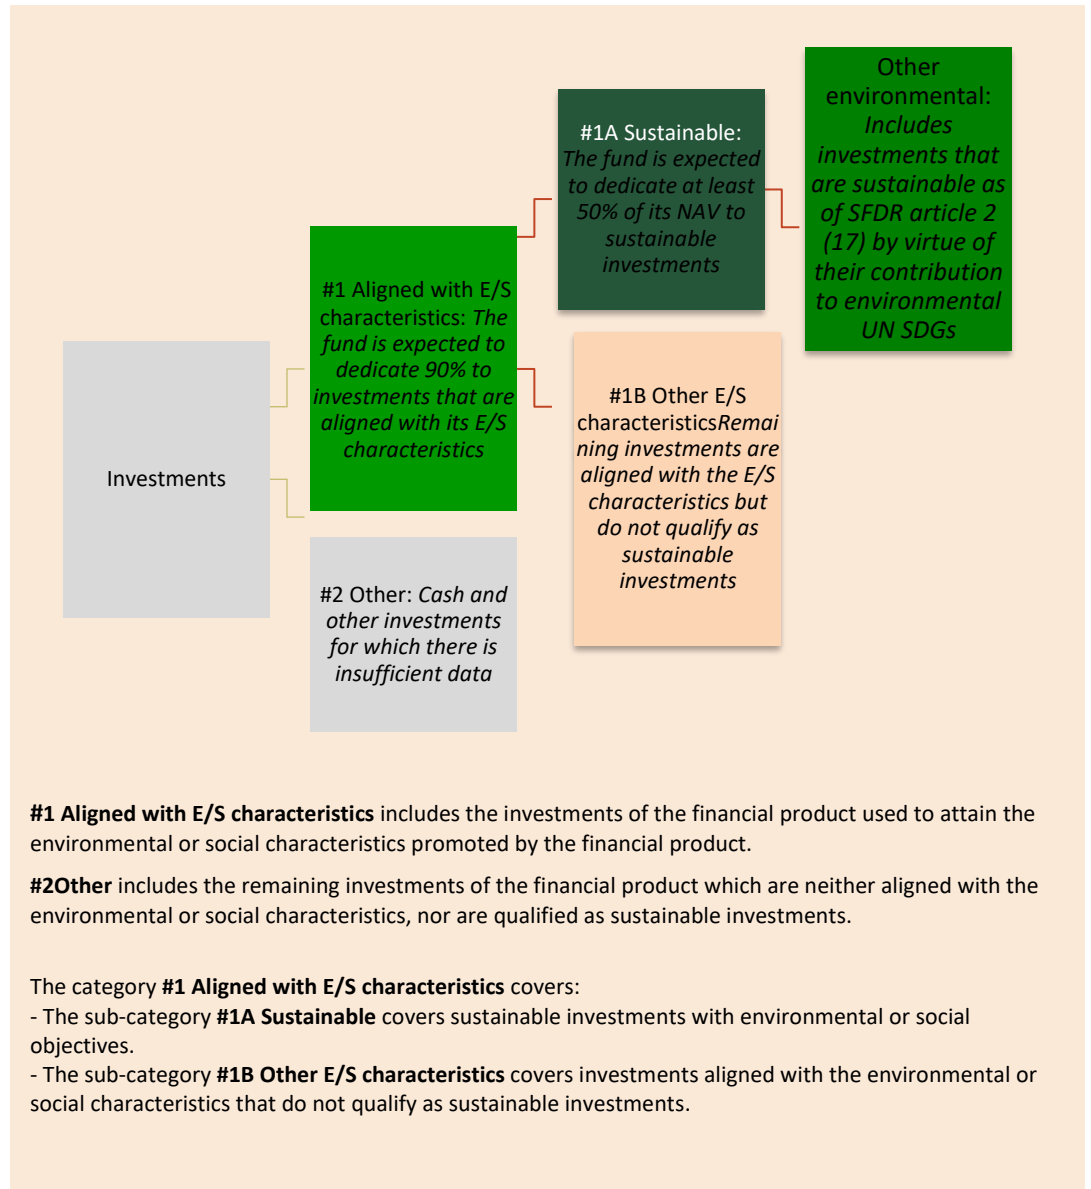 Other
environmental:
Includes
investments that
are sustainable as
of SFDR article 2
(17) by virtue of
their contribution
to environmental
UN SDGs
#1A Sustainable:
The fund is expected
to dedicate at least
50% of its NAV to
sustainable
investments
#1 Aligned with E/S
characteristics: The
fund is expected to
dedicate 90% to
investments that are
aligned with its E/S
characteristics
#1B Other E/S
characteristicsRemai
ning investments are
aligned with the E/S
characteristics but
do not qualify as
sustainable
investments
Investments
#2 Other: Cash and
other investments
for which there is
insufficient data
#1 Aligned with E/S characteristics includes the investments of the financial product used to attain the
environmental or social characteristics promoted by the financial product.
#2Other includes the remaining investments of the financial product which are neither aligned with the
environmental or social characteristics, nor are qualified as sustainable investments.
The category #1 Aligned with E/S characteristics covers:
- The sub-category #1A Sustainable covers sustainable investments with environmental or social
objectives.
- The sub-category #1B Other E/S characteristics covers investments aligned with the environmental or
social characteristics that do not qualify as sustainable investments.